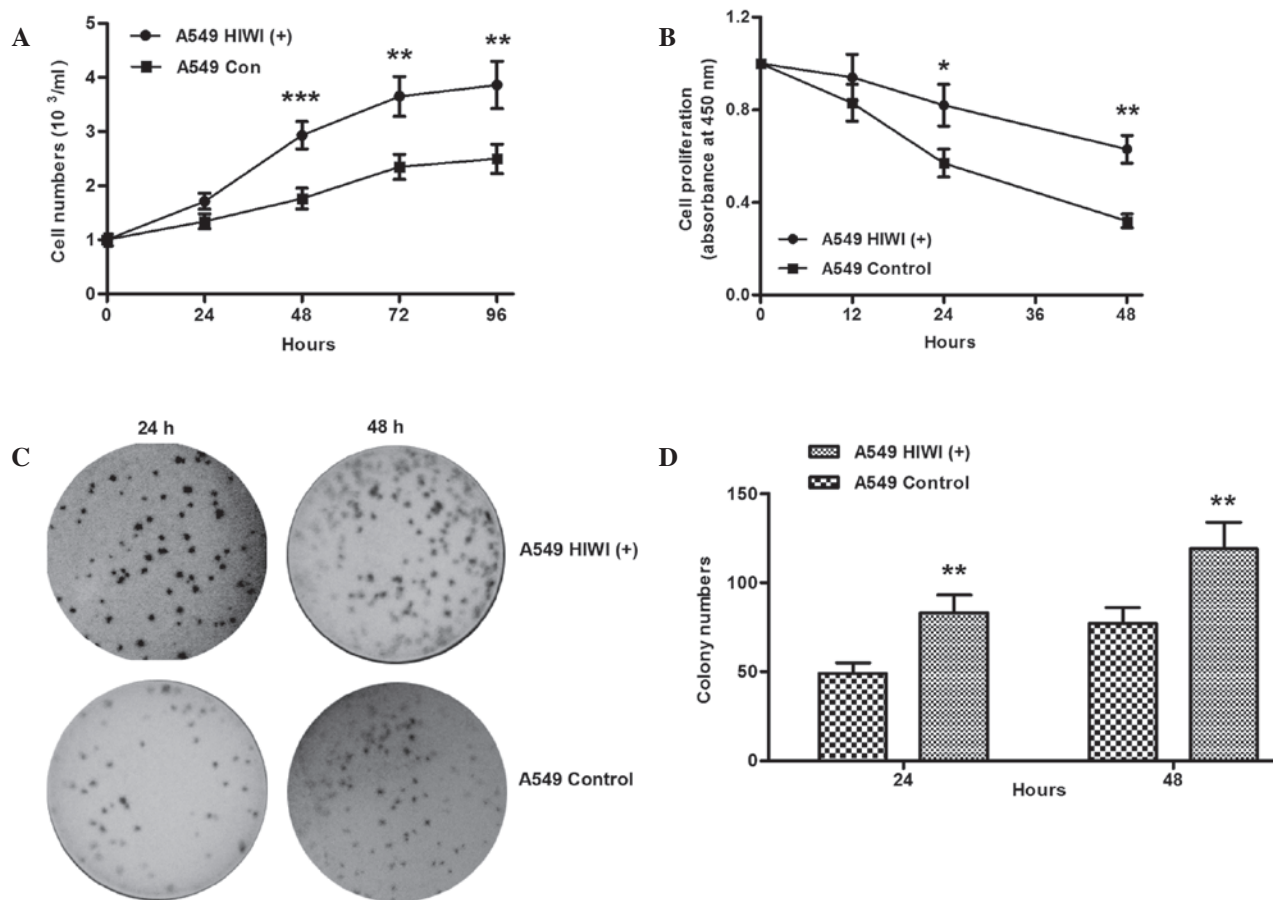 A
A549 HIWI (+)
A549 Con
Cell numbers (10 ³/ml)
5
4
3
2
1
0
***
**
**
0 24 48 72 96
Hours
B
Cell proliferation
(absorbance at 450 nm)
1.2
0.8
0.4
0.0
*
**
A549 HIWI (+)
A549 Control
0 12 24 36 48
Hours
C
24 h 48 h
A549 HIWI (+)
A549 Control
D
A549 HIWI (+)
A549 Control
Colony numbers
150
100
50
0
**
**
24 48
Hours